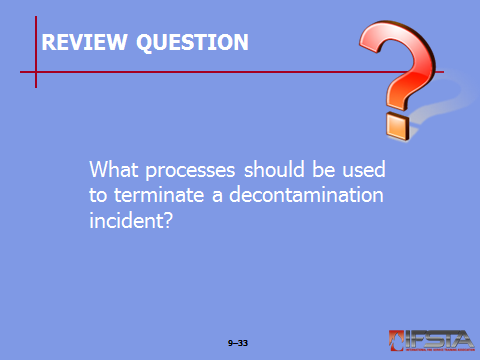 REVIEW QUESTION
What processes should be used
to terminate a decontamination
incident?
9–33
IFSTA